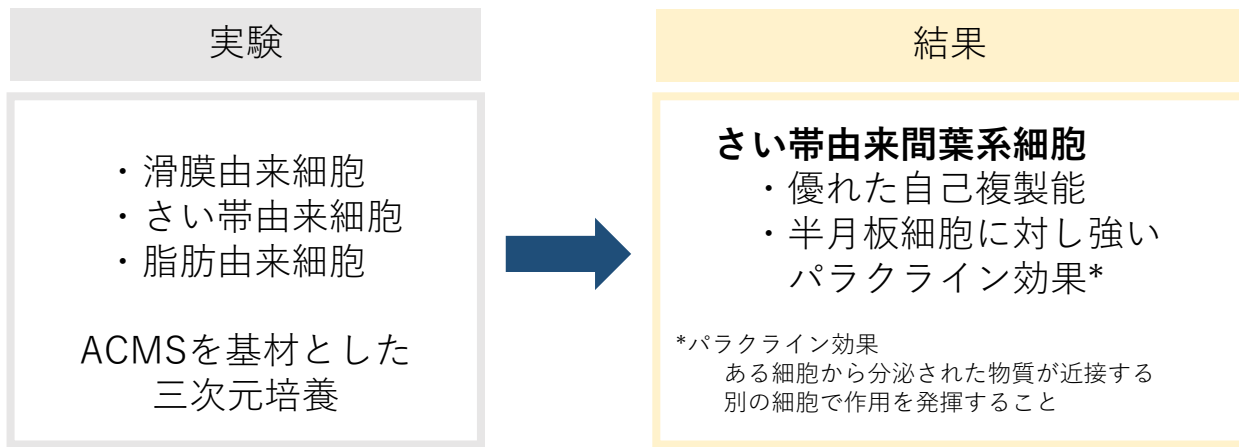 実験
・滑膜由来細胞
・さい帯由来細胞
・脂肪由来細胞
ACMSを基材とした
三次元培養
結果
さい帯由来間葉系細胞
・優れた自己複製能
・半月板細胞に対し強い
パラクライン効果*
*パラクライン効果
ある細胞から分泌された物質が近接する
別の細胞で作用を発揮すること